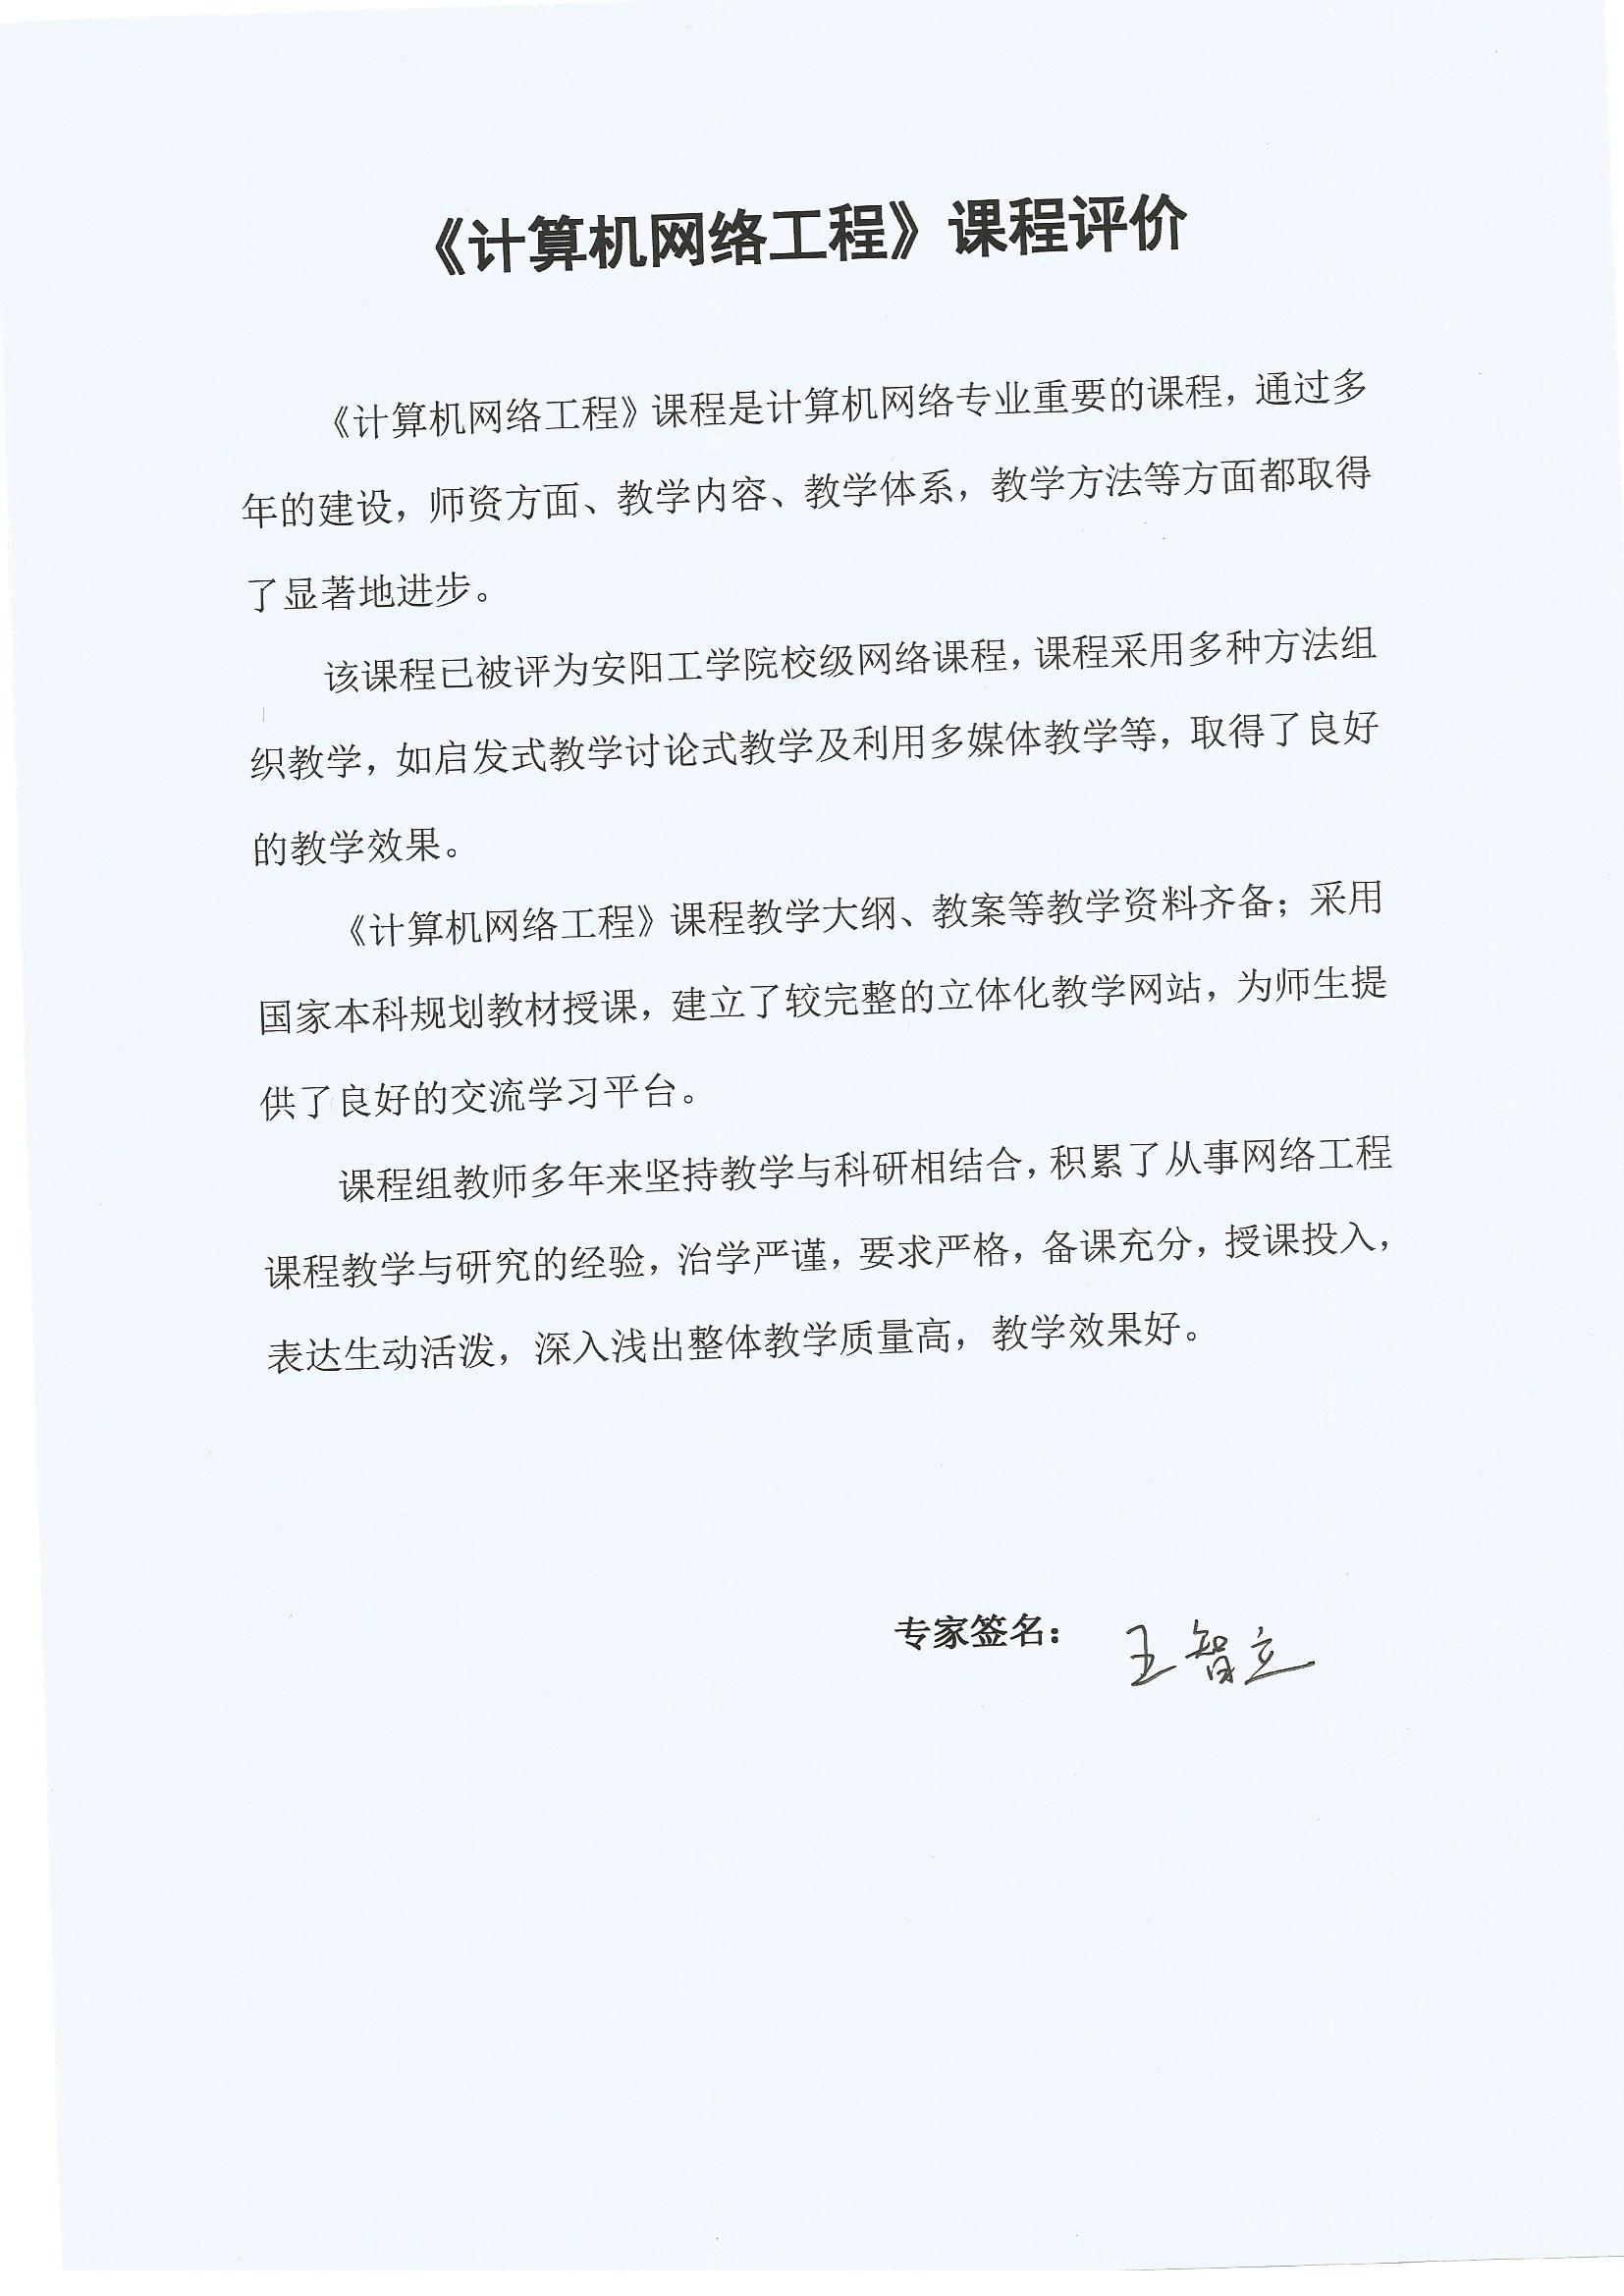 《计算机网络工程》课程评价
《计算机网络工程》课程是计算机网络专业重要的课程，通过多
年的建设，师资方面、教学内容、教学体系，教学方法等方面都取得
了显著地进步。
该课程已被评为安阳工学院校级网络课程，课程采用多种方法组
织教学，如启发式教学讨论式教学及利用多媒体教学等，取得了良好
的教学效果。
《计算机网络工程》课程教学大纲、教案等教学资料齐备；采用
国家本科规划教材授课，建立了较完整的立体化教学网站，为师生提
供了良好的交流学习平台。
课程组教师多年来坚持教学与科研相结合，积累了从事网络工程
课程教学与研究的经验，治学严谨，要求严格，备课充分，授课投入，
表达生动活泼，深入浅出整体教学质量高，教学效果好。
专家签名： 王智立